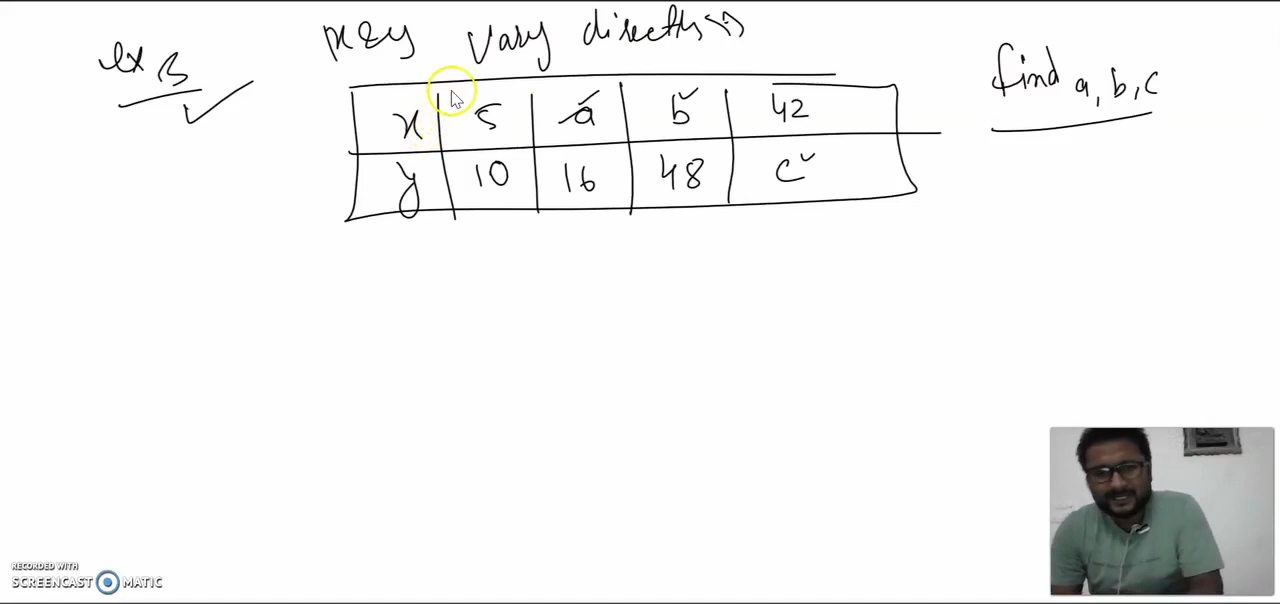 ex 3
x & y vary directly
find a, b, c
x 5 a b 42
y 10 16 48 c
RECORDED WITH
SCREENCAST MATIC